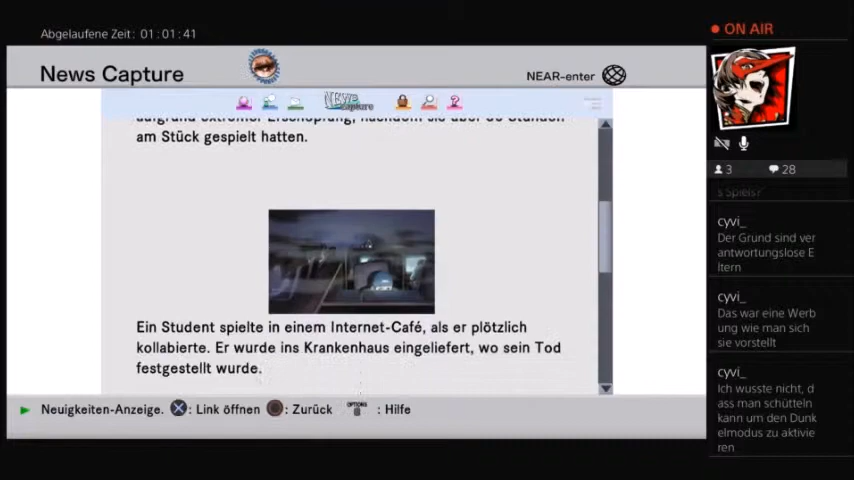 Abgelaufene Zeit: 01:01:41
ON AIR
News Capture
NEAR-enter
News capture
am Stück gespielt hatten.
Ein Student spielte in einem Internet-Café, als er plötzlich
kollabierte. Er wurde ins Krankenhaus eingeliefert, wo sein Tod
festgestellt wurde.
Neuigkeiten-Anzeige.
: Link öffnen
: Zurück
OPTIONS
: Hilfe
3
28
s Spiels?
cyvi_
Der Grund sind ver
antwortungslose E
ltern
cyvi_
Das war eine Werb
ung wie man sich
sie vorstellt
cyvi_
Ich wusste nicht, d
ass man schütteln
kann um den Dunk
elmodus zu aktivie
ren